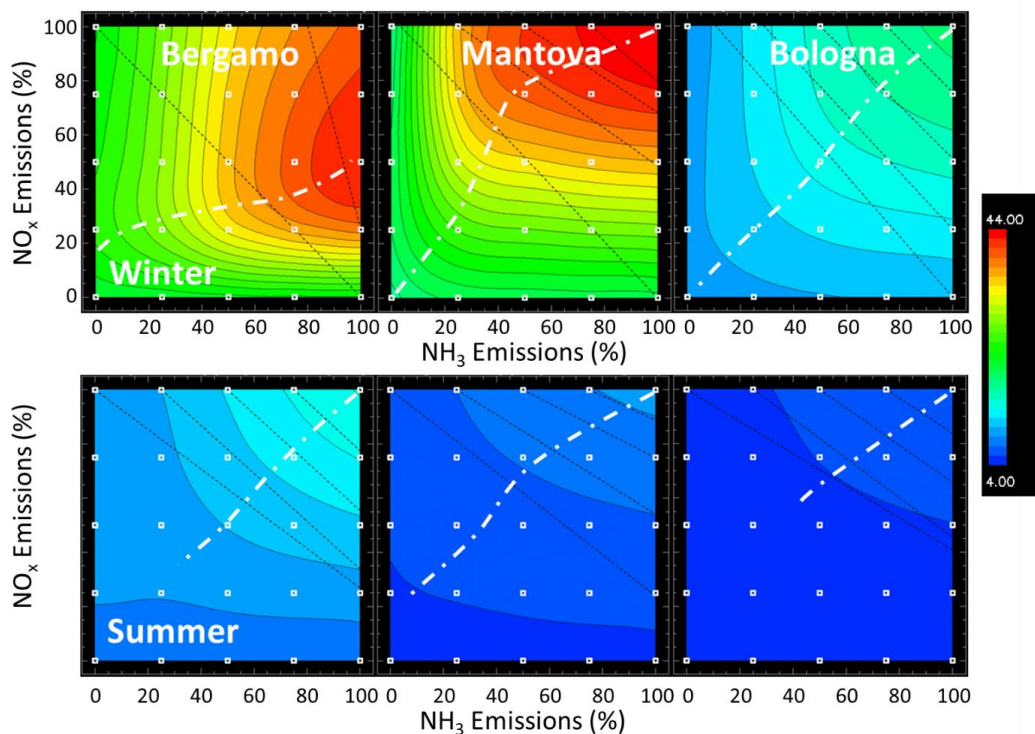 Bergamo
Mantova
Bologna
Winter
NOₓ Emissions (%)
100
80
60
40
20
0
0 20 40 60 80 100
0 20 40 60 80 100
0 20 40 60 80 100
NH₃ Emissions (%)
44.00
4.00
NOₓ Emissions (%)
Summer
0 20 40 60 80 100
0 20 40 60 80 100
0 20 40 60 80 100
NH₃ Emissions (%)